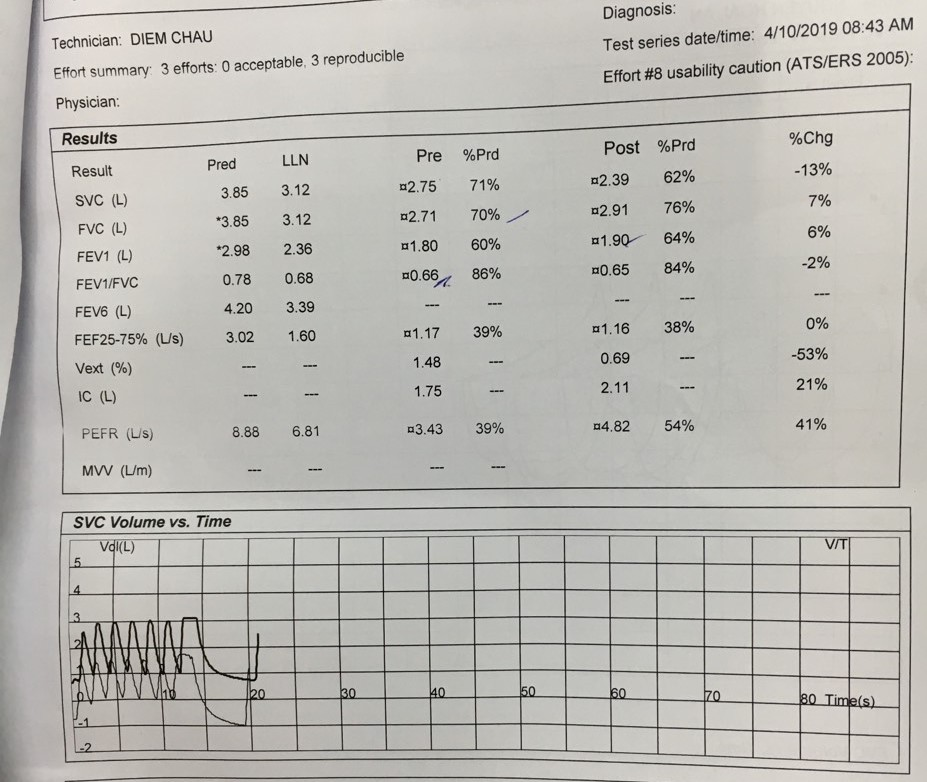 Diagnosis:
Technician: DIEM CHAU
Test series date/time: 4/10/2019 08:43 AM
Effort summary: 3 efforts: 0 acceptable, 3 reproducible
Effort #8 usability caution (ATS/ERS 2005):
Physician:
Results
Result Pred LLN Pre %Prd Post %Prd %Chg
SVC (L) 3.85 3.12 ¤2.75 71% ¤2.39 62% -13%
FVC (L) *3.85 3.12 ¤2.71 70% ¤2.91 76% 7%
FEV1 (L) *2.98 2.36 ¤1.80 60% ¤1.90 64% 6%
FEV1/FVC 0.78 0.68 ¤0.66 86% ¤0.65 84% -2%
FEV6 (L) 4.20 3.39 --- --- --- --- ---
FEF25-75% (L/s) 3.02 1.60 ¤1.17 39% ¤1.16 38% 0%
Vext (%) --- --- 1.48 --- 0.69 --- -53%
IC (L) --- --- 1.75 --- 2.11 --- 21%
PEFR (L/s) 8.88 6.81 ¤3.43 39% ¤4.82 54% 41%
MVV (L/m) --- --- --- ---
SVC Volume vs. Time
Vol(L) V/T
5
4
3
2
1
0 10 20 30 40 50 60 70 80 Time(s)
-1
-2